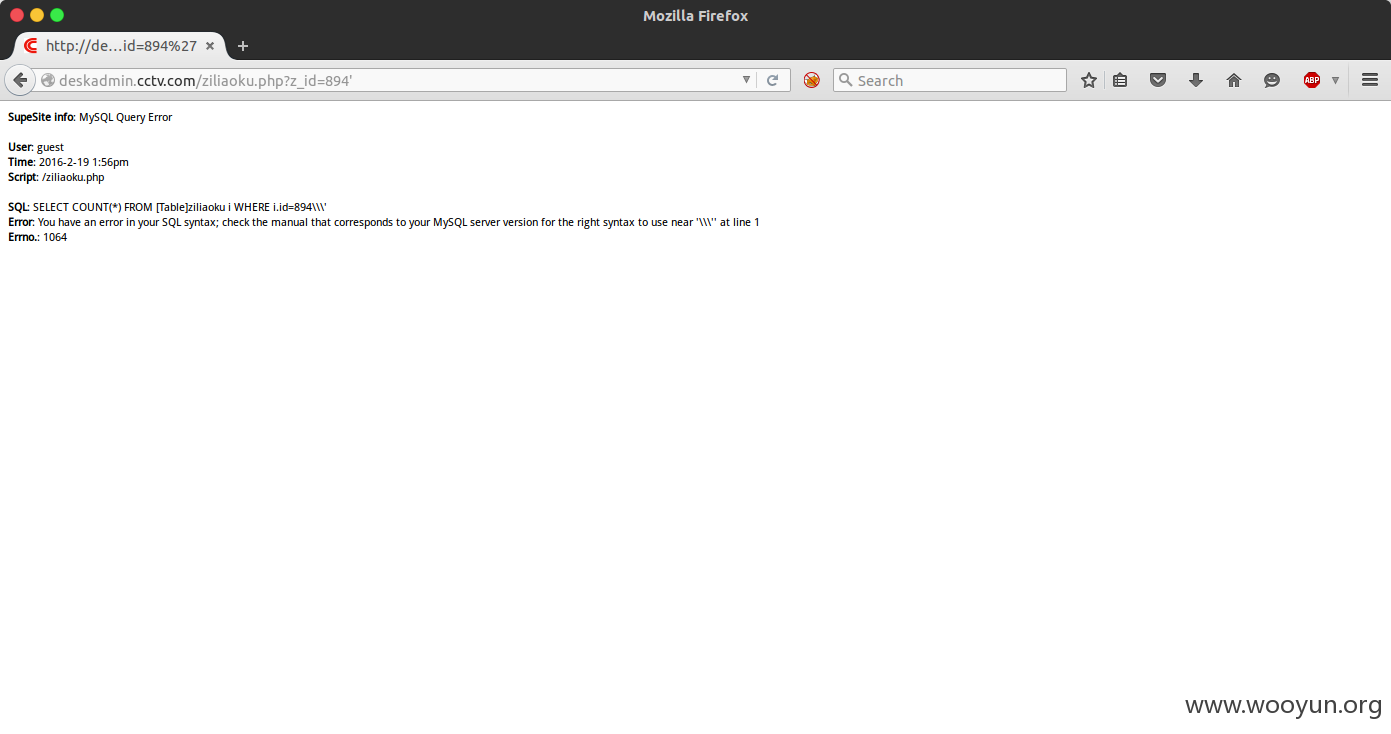 Mozilla Firefox
http://de...id=894%27
deskadmin.cctv.com/ziliaoku.php?z_id=894'
Search
ABP
SupeSite info: MySQL Query Error
User: guest
Time: 2016-2-19 1:56pm
Script: /ziliaoku.php
SQL: SELECT COUNT(*) FROM [Table]ziliaoku i WHERE i.id=894\\\'
Error: You have an error in your SQL syntax; check the manual that corresponds to your MySQL server version for the right syntax to use near '\\\'' at line 1
Errno.: 1064
www.wooyun.org